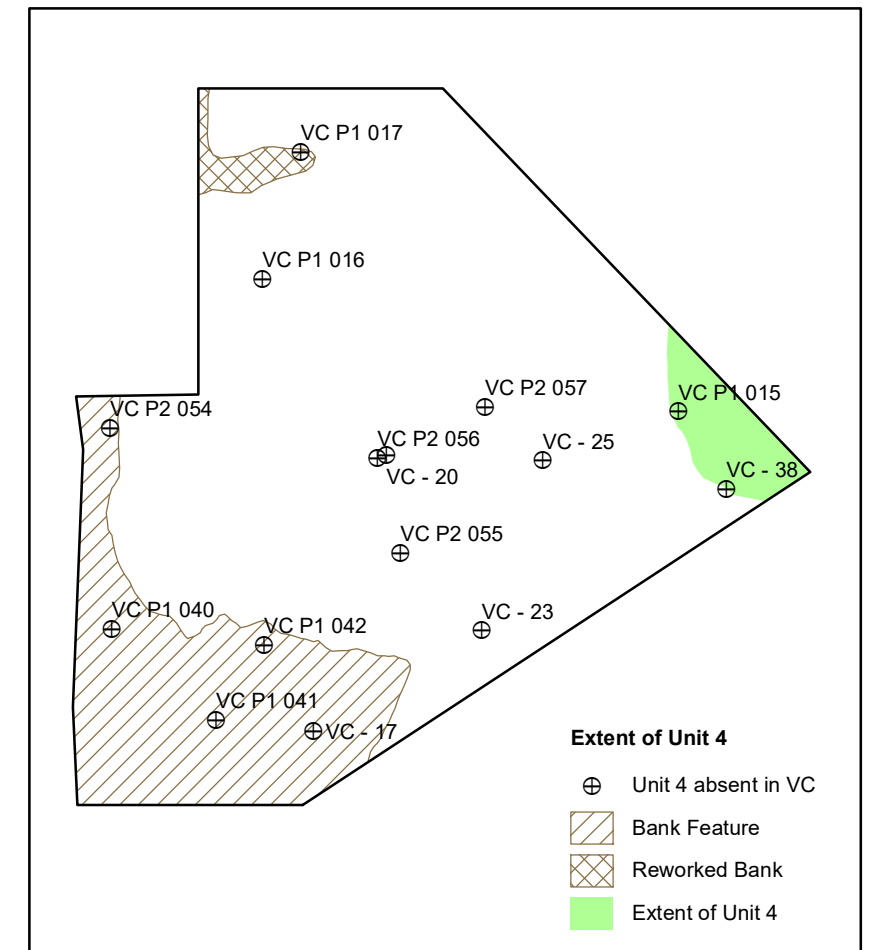 VC P1 017
VC P1 016
VC P2 057
VC P1 015
VC P2 054
VC P2 056
VC - 25
VC - 20
VC - 38
VC P2 055
VC P1 040
VC - 23
VC P1 042
VC P1 041
VC - 17
Extent of Unit 4
Unit 4 absent in VC
Bank Feature
Reworked Bank
Extent of Unit 4